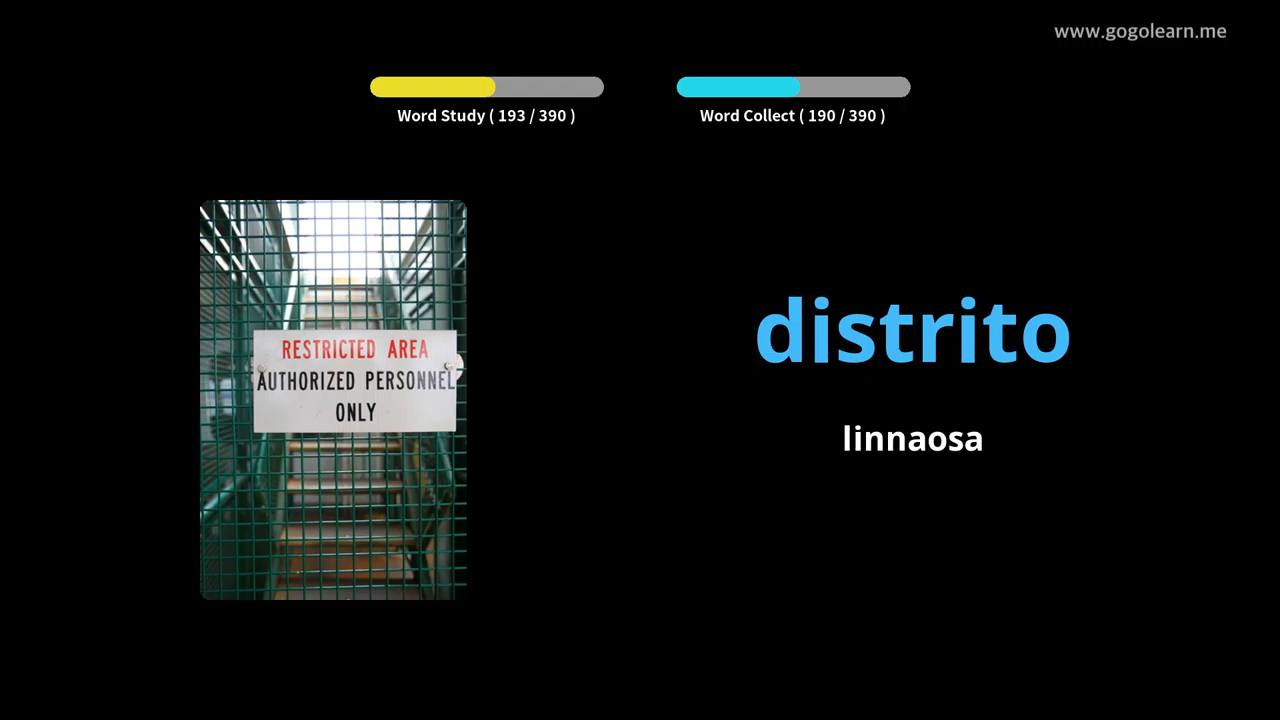 www.gogolearn.me
Word Study ( 193 / 390 )
Word Collect ( 190 / 390 )
RESTRICTED AREA
AUTHORIZED PERSONNEL
ONLY
distrito
linnaosa